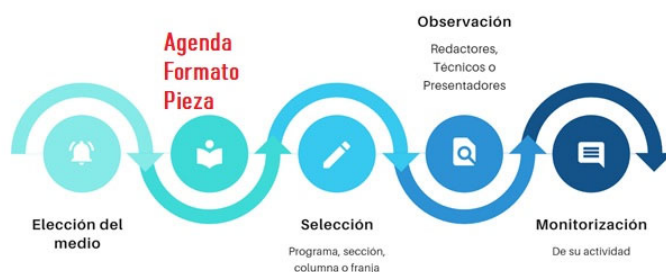 Elección del
medio
Agenda
Formato
Pieza
Selección
Programa, sección,
columna o franja
Observación
Redactores,
Técnicos o
Presentadores
Monitorización
De su actividad